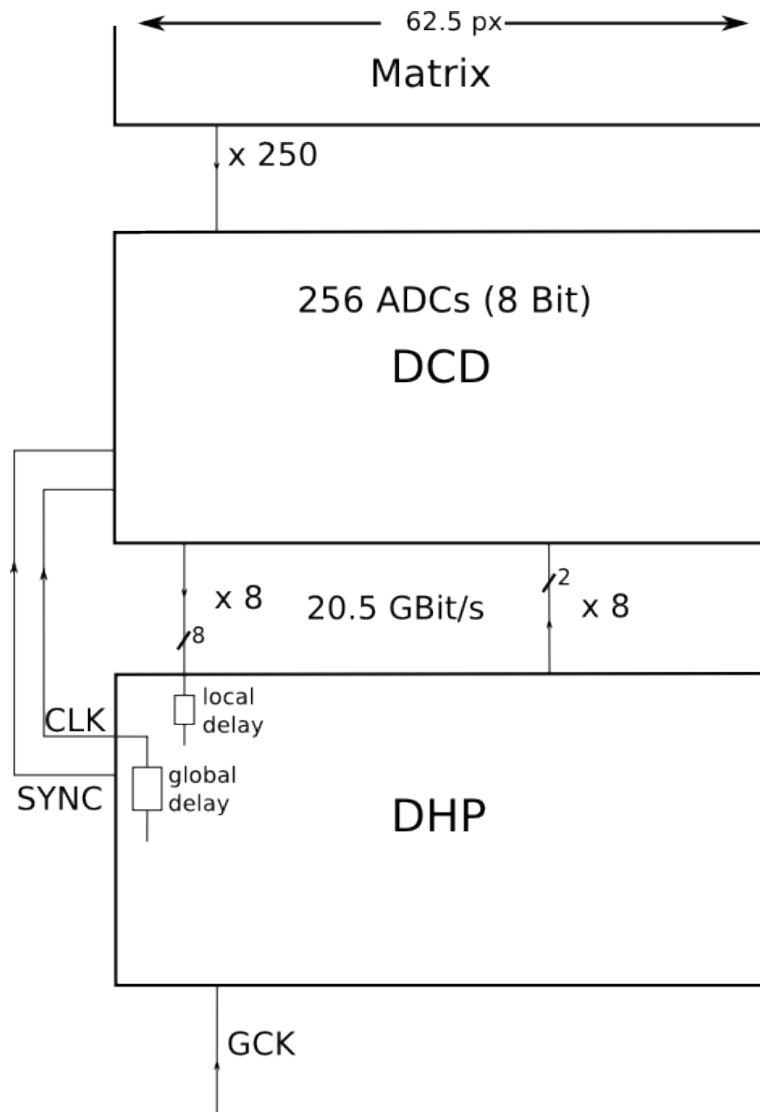 62.5 px
Matrix
x 250
256 ADCs (8 Bit)
DCD
x 8
20.5 GBit/s
2
x 8
8
local
delay
CLK
global
delay
SYNC
DHP
GCK